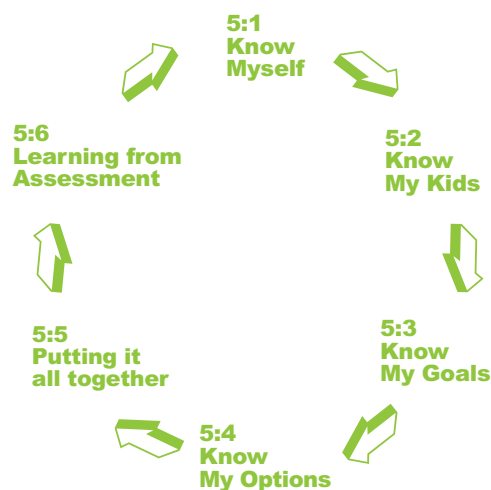 5:1
Know
Myself
5:2
Know
My Kids
5:3
Know
My Goals
5:4
Know
My Options
5:5
Putting it
all together
5:6
Learning from
Assessment